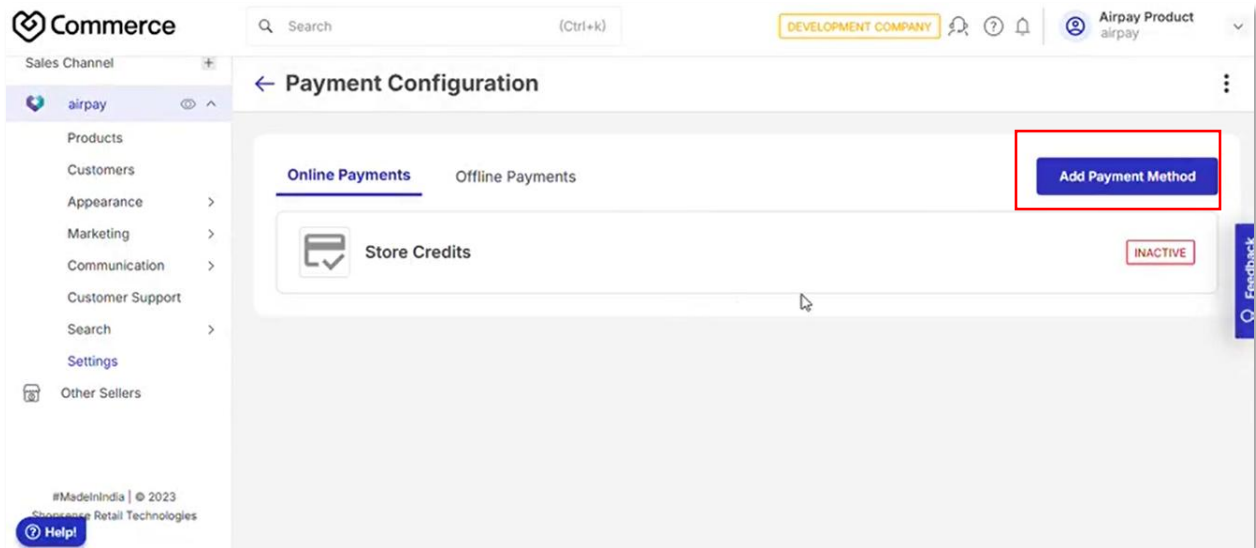 Commerce
Search (Ctrl+k)
DEVELOPMENT COMPANY
Airpay Product
airpay
Sales Channel
airpay
Products
Customers
Appearance
Marketing
Communication
Customer Support
Search
Settings
Other Sellers
#MadeInIndia | © 2023
Shopsense Retail Technologies
Help!
Payment Configuration
Online Payments
Offline Payments
Add Payment Method
Store Credits
INACTIVE
Feedback